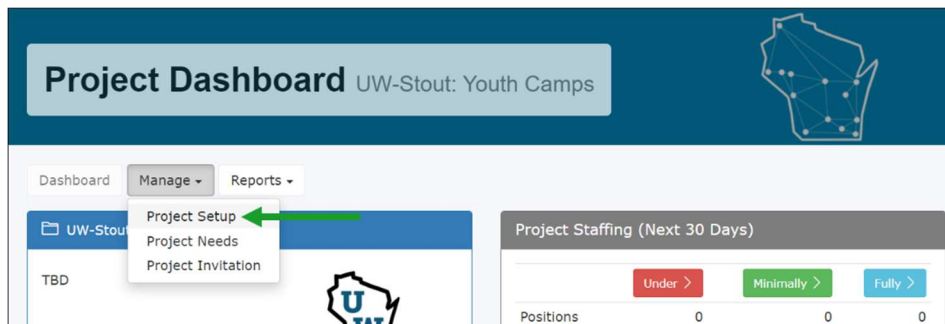 Project Dashboard UW-Stout: Youth Camps
Dashboard Manage Reports
Project Setup
Project Needs
Project Invitation
UW-Stou
TBD
U
W
Project Staffing (Next 30 Days)
Under > Minimally > Fully >
Positions 0 0 0